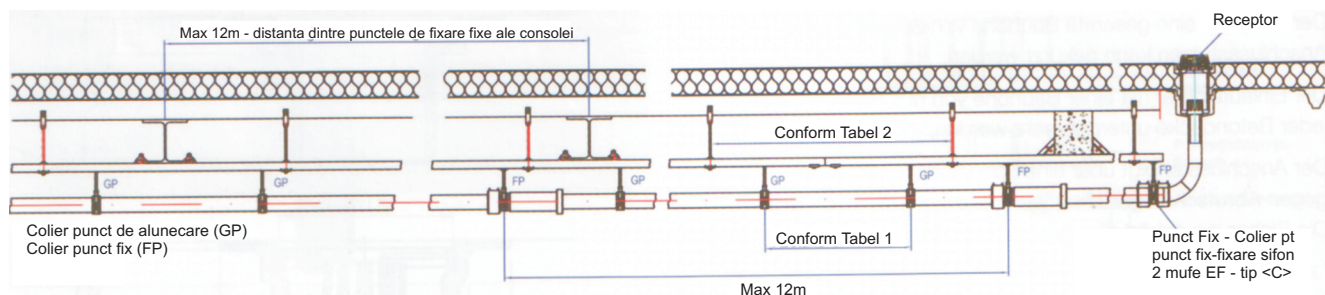 Receptor
Max 12m - distanta dintre punctele de fixare fixe ale consolei
Conform Tabel 2
GP
GP
FP
GP
GP
GP
FP
FP
Colier punct de alunecare (GP)
Colier punct fix (FP)
Conform Tabel 1
Punct Fix - Colier pt
punct fix-fixare sifon
2 mufe EF - tip <C>
Max 12m